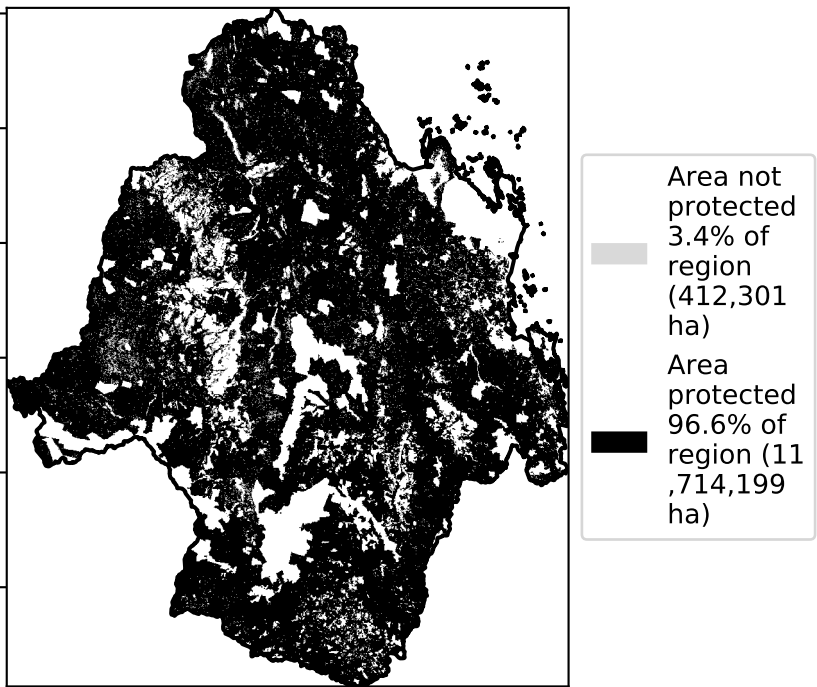 Area not
protected
3.4% of
region
(412,301
ha)
Area
protected
96.6% of
region (11
,714,199
ha)